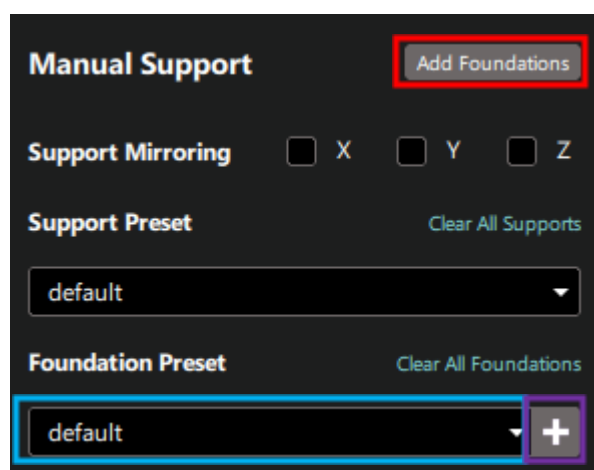 Manual Support Add Foundations
Support Mirroring X Y Z
Support Preset Clear All Supports
default
Foundation Preset Clear All Foundations
default +